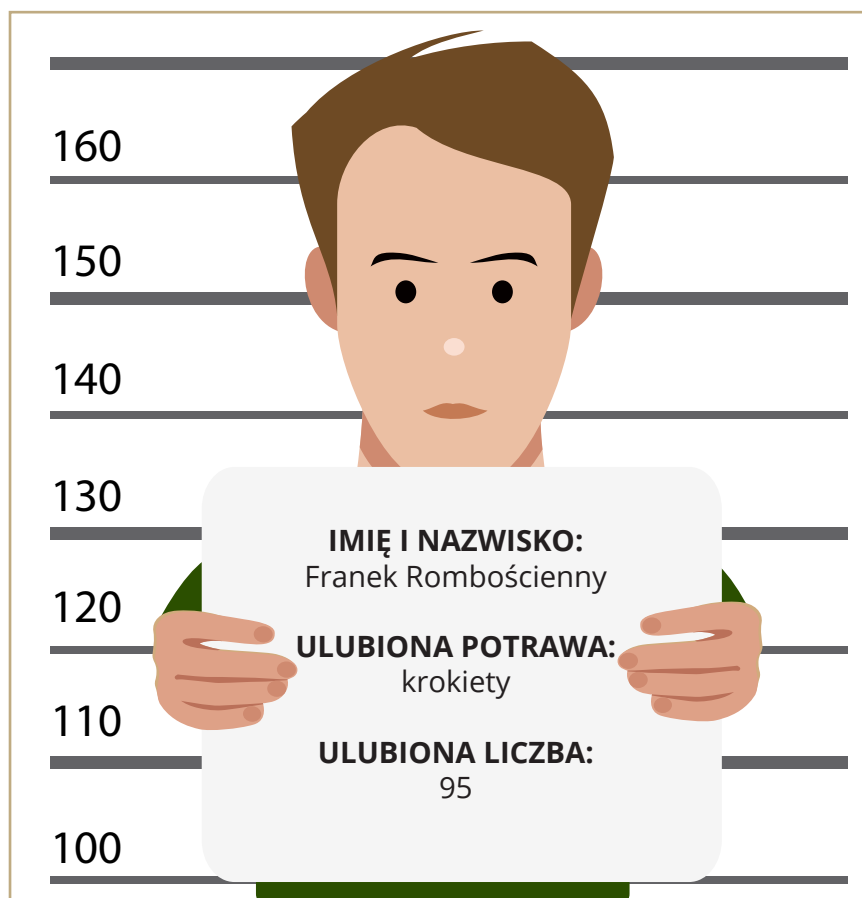 160
150
140
130
120
110
100
IMIĘ I NAZWISKO:
Franek Rombościenny
ULUBIONA POTRAWA:
krokiety
ULUBIONA LICZBA:
95